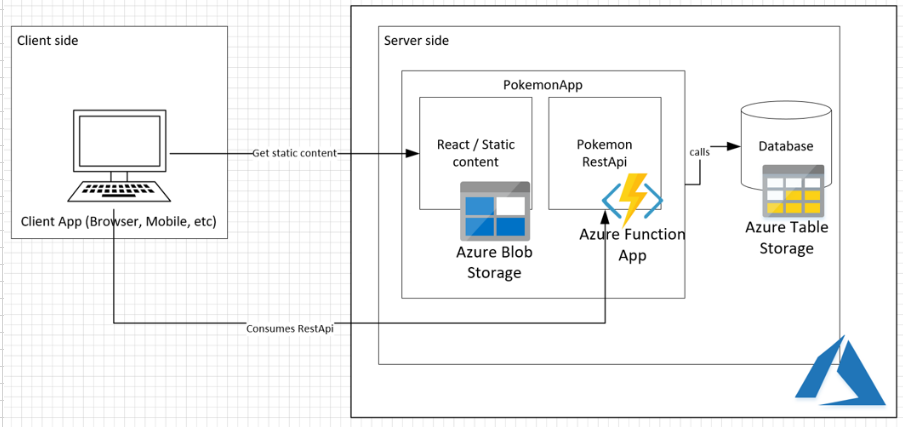 Client side
Server side
PokemonApp
React / Static
content
Pokemon
RestApi
Database
Get static content
calls
Client App (Browser, Mobile, etc)
Azure Blob
Storage
Azure Function
App
Azure Table
Storage
Consumes RestApi